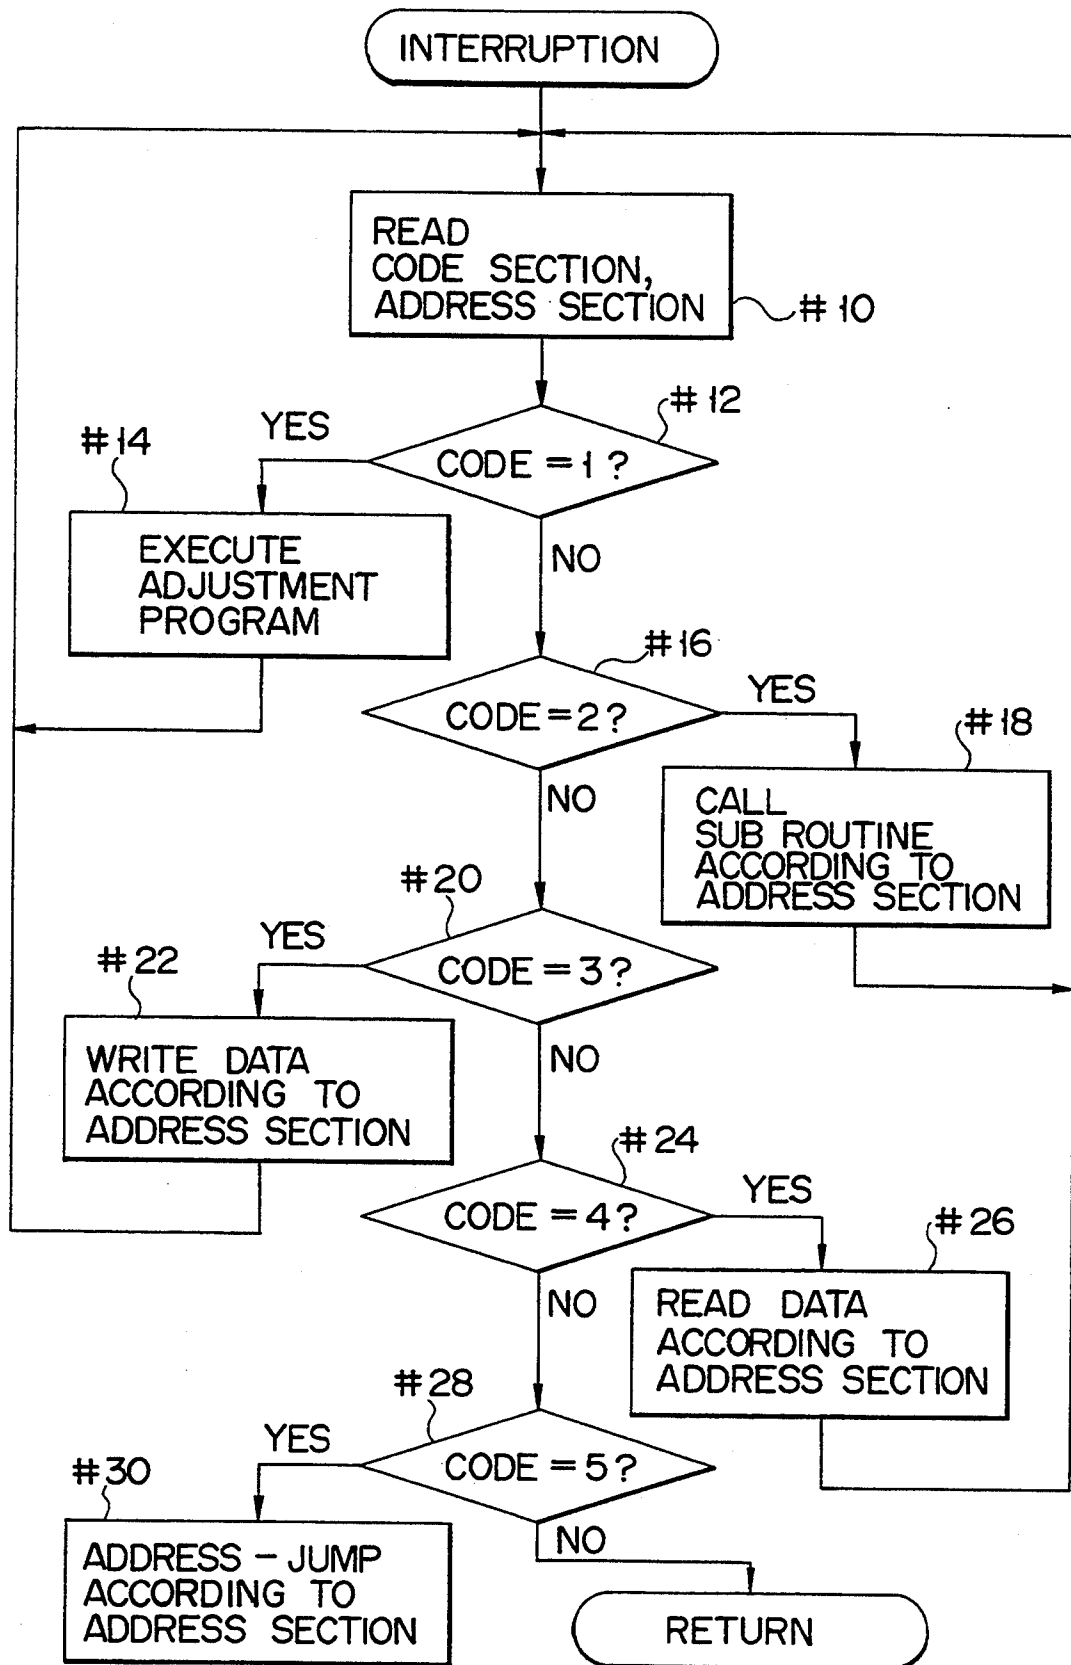 INTERRUPTION
READ
CODE SECTION,
ADDRESS SECTION
#10
#12
YES
CODE = 1 ?
#14
EXECUTE
ADJUSTMENT
PROGRAM
NO
#16
CODE = 2 ?
YES
#18
CALL
SUB ROUTINE
ACCORDING TO
ADDRESS SECTION
NO
#20
YES
CODE = 3 ?
#22
WRITE DATA
ACCORDING TO
ADDRESS SECTION
NO
#24
CODE = 4 ?
YES
#26
READ DATA
ACCORDING TO
ADDRESS SECTION
NO
#28
YES
CODE = 5 ?
#30
ADDRESS - JUMP
ACCORDING TO
ADDRESS SECTION
NO
RETURN